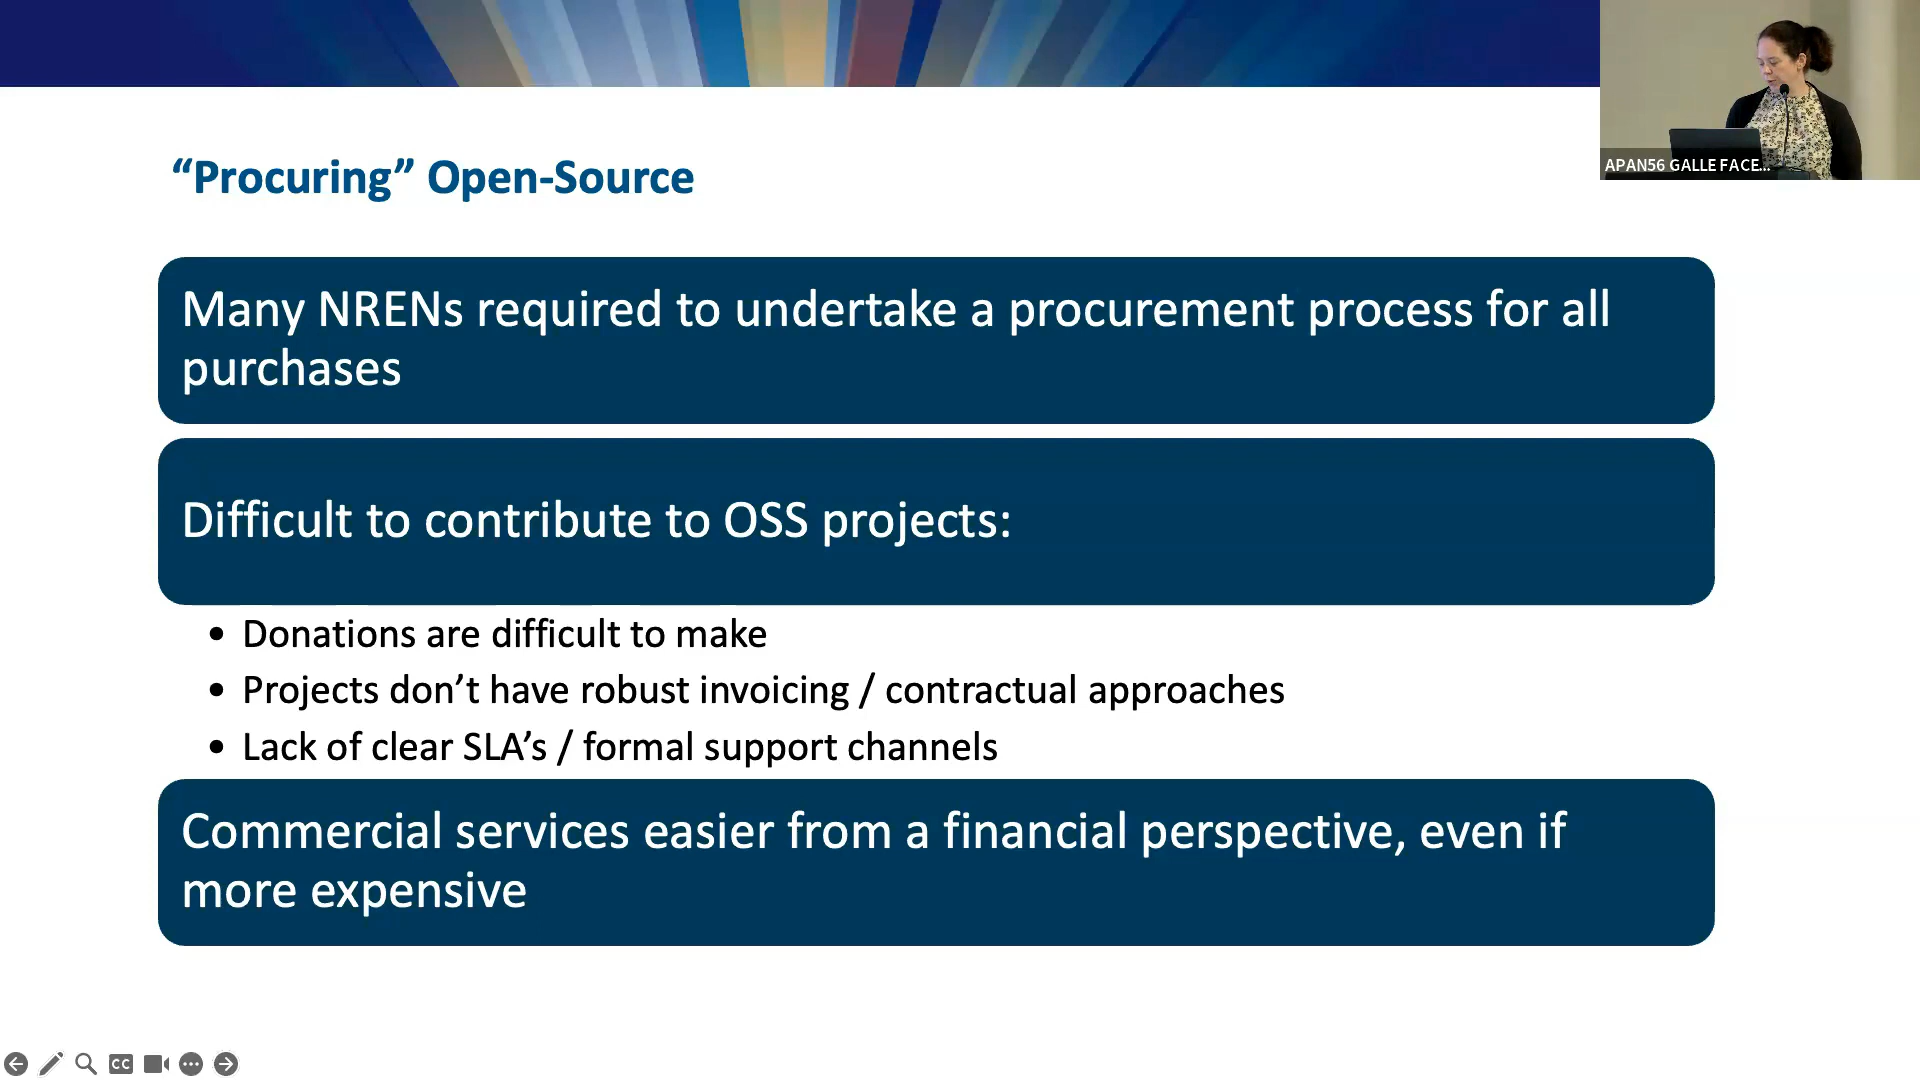 “Procuring” Open-Source
APAN56 GALLE FACE...
Many NRENs required to undertake a procurement process for all
purchases
Difficult to contribute to OSS projects:
• Donations are difficult to make
• Projects don’t have robust invoicing / contractual approaches
• Lack of clear SLA’s / formal support channels
Commercial services easier from a financial perspective, even if
more expensive
CC